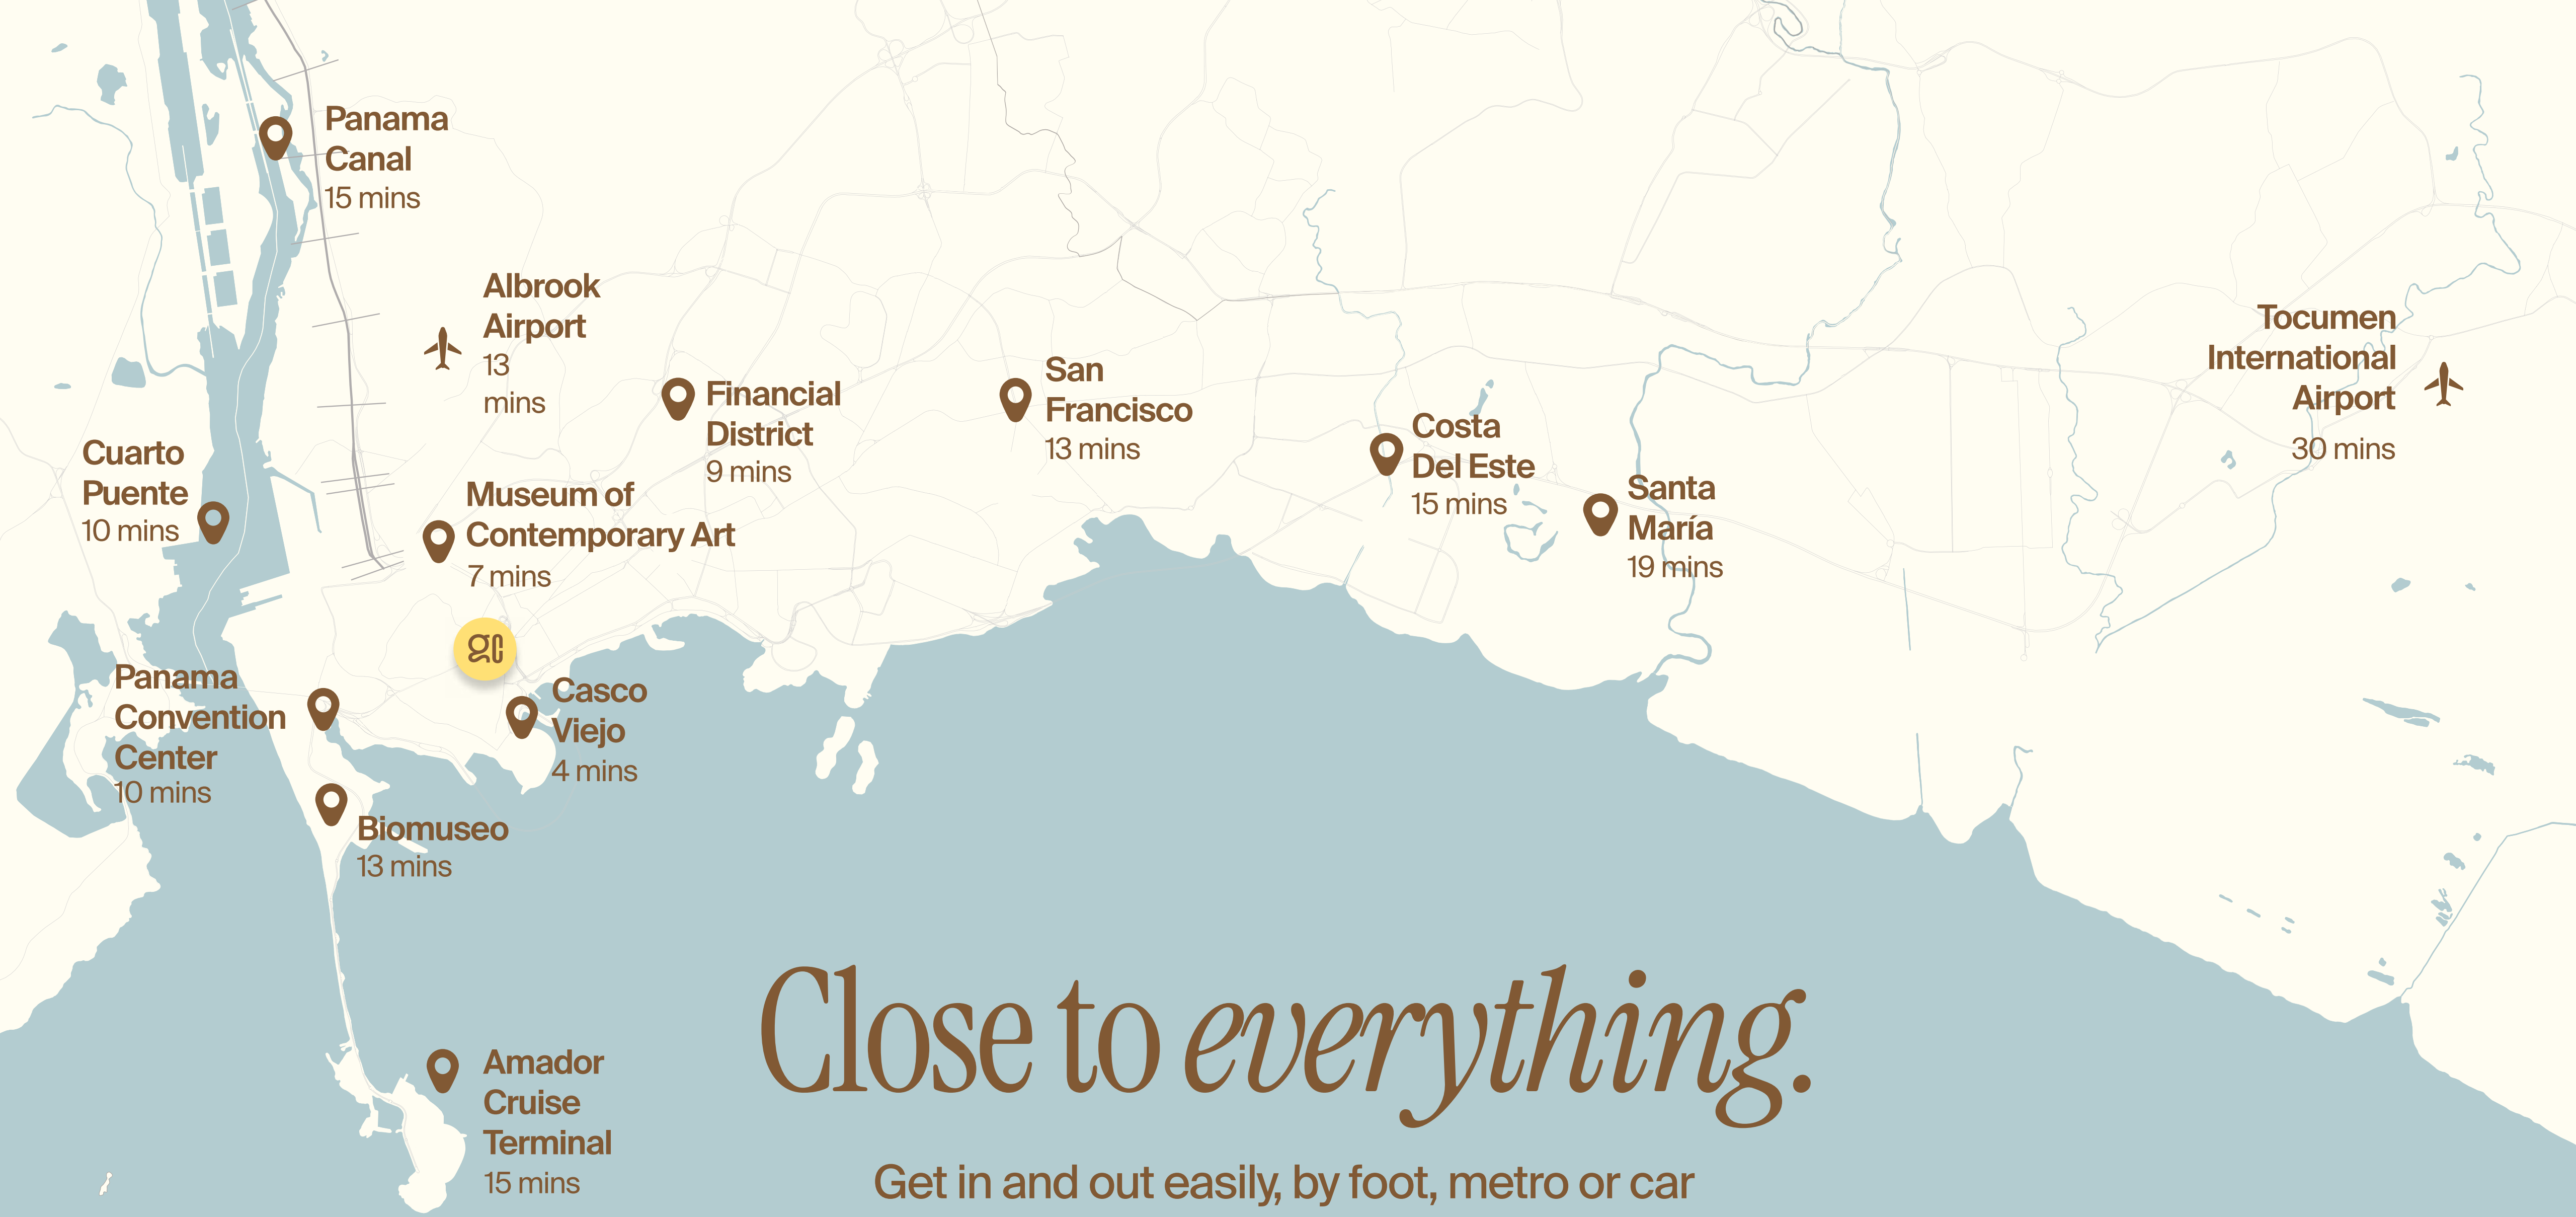 Panama
Canal
15 mins
Albrook
Airport
13
mins
Tocumen
International
Airport
30 mins
San
Francisco
13 mins
Financial
District
9 mins
Costa
Del Este
15 mins
Cuarto
Puente
10 mins
Santa
María
19 mins
Museum of
Contemporary Art
7 mins
Panama
Convention
Center
10 mins
Casco
Viejo
4 mins
Biomuseo
13 mins
Close to everything.
Amador
Cruise
Terminal
15 mins
Get in and out easily, by foot, metro or car